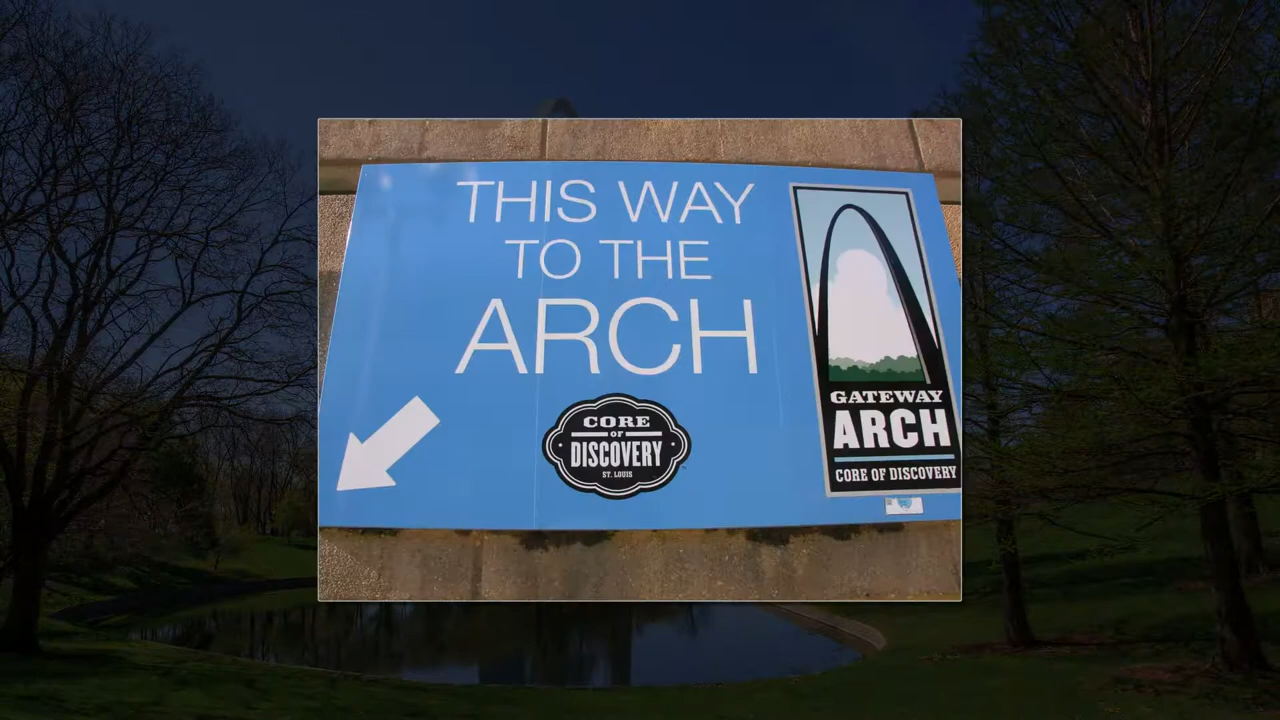 THIS WAY
TO THE
ARCH
CORE
OF
DISCOVERY
ST. LOUIS
GATEWAY
ARCH
CORE OF DISCOVERY